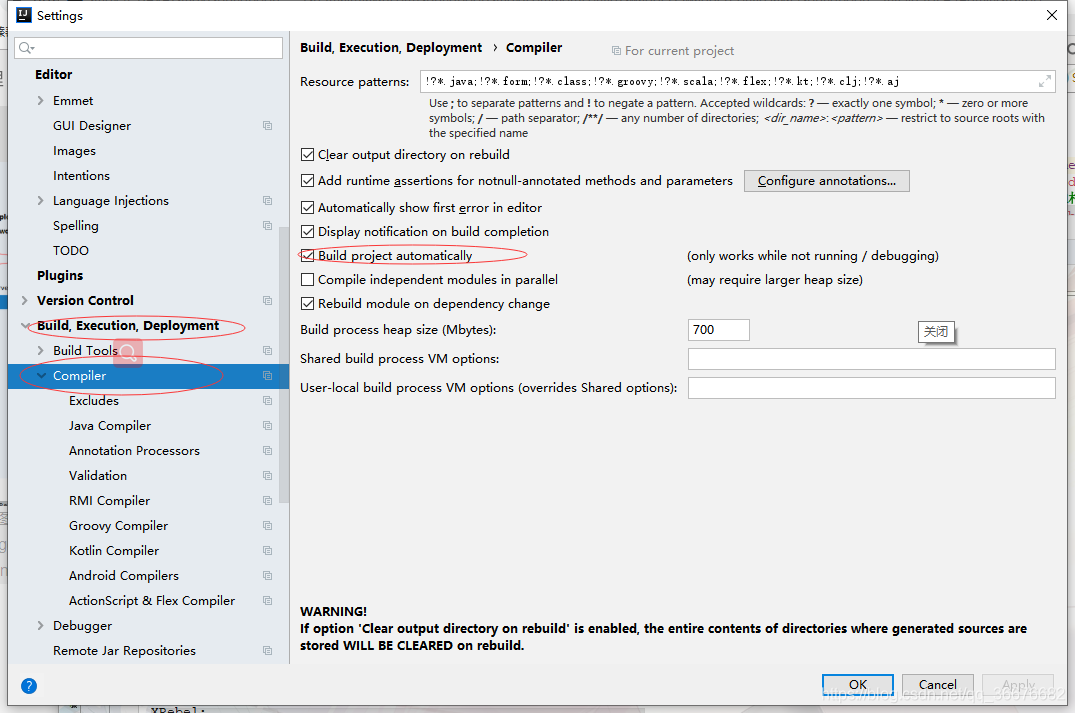 Settings
Editor
Emmet
GUI Designer
Images
Intentions
Language Injections
Spelling
TODO
Plugins
Version Control
Build, Execution, Deployment
Build Tools
Compiler
Excludes
Java Compiler
Annotation Processors
Validation
RMI Compiler
Groovy Compiler
Kotlin Compiler
Android Compilers
ActionScript & Flex Compiler
Debugger
Remote Jar Repositories
Build, Execution, Deployment › Compiler
For current project
Resource patterns: !?*.java;!?*.form;!?*.class;!?*.groovy;!?*.scala;!?*.flex;!?*.kt;!?*.clj;!?*.aj
Use ; to separate patterns and ! to negate a pattern. Accepted wildcards: ? — exactly one symbol; * — zero or more
symbols; / — path separator; /**/ — any number of directories; <dir_name>:<pattern> — restrict to source roots with
the specified name
Clear output directory on rebuild
Add runtime assertions for notnull-annotated methods and parameters Configure annotations...
Automatically show first error in editor
Display notification on build completion
Build project automatically (only works while not running / debugging)
Compile independent modules in parallel (may require larger heap size)
Rebuild module on dependency change
Build process heap size (Mbytes): 700
关闭
Shared build process VM options:
User-local build process VM options (overrides Shared options):
WARNING!
If option 'Clear output directory on rebuild' is enabled, the entire contents of directories where generated sources are
stored WILL BE CLEARED on rebuild.
?
OK
Cancel
Apply
https://blog.csdn.net/qq_36676682
XRebel: